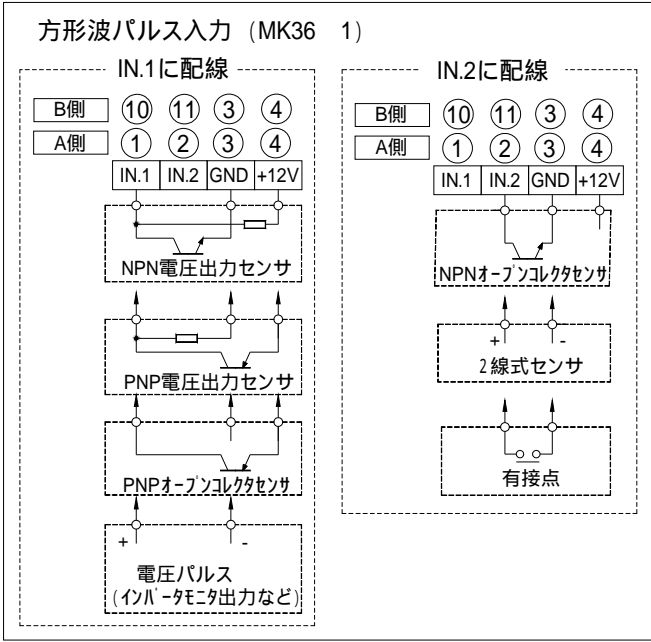 方形波パルス入力 (MK36 1)
IN.1に配線
B側 ⑩ ⑪ ③ ④
A側 ① ② ③ ④
IN.1 IN.2 GND +12V
NPN電圧出力センサ
PNP電圧出力センサ
PNPｵｰﾌﾟﾝｺﾚｸﾀｾﾝｻ
+ -
電圧パルス
(ｲﾝﾊﾞｰﾀﾓﾆﾀ出力など)
IN.2に配線
B側 ⑩ ⑪ ③ ④
A側 ① ② ③ ④
IN.1 IN.2 GND +12V
NPNｵｰﾌﾟﾝｺﾚｸﾀｾﾝｻ
+ -
2線式センサ
有接点